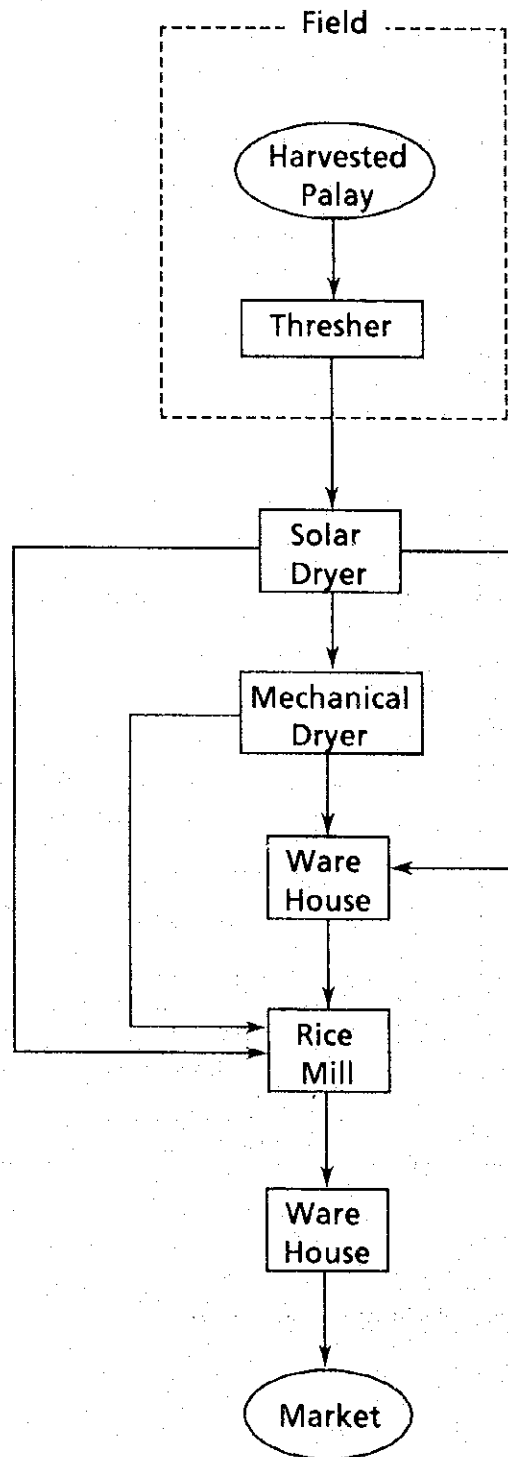 Field
Harvested
Palay
Thresher
Solar
Dryer
Mechanical
Dryer
Ware
House
Rice
Mill
Ware
House
Market